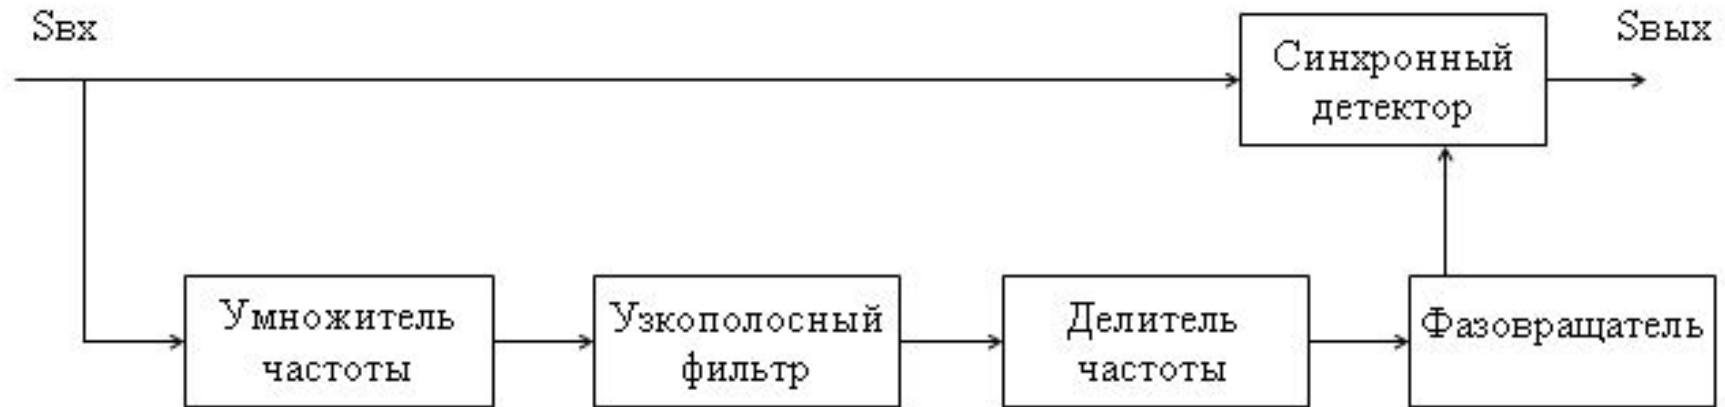 Sвх
Sвых
Синхронный
детектор
Умножитель
частоты
Узкополосный
фильтр
Делитель
частоты
Фазовращатель